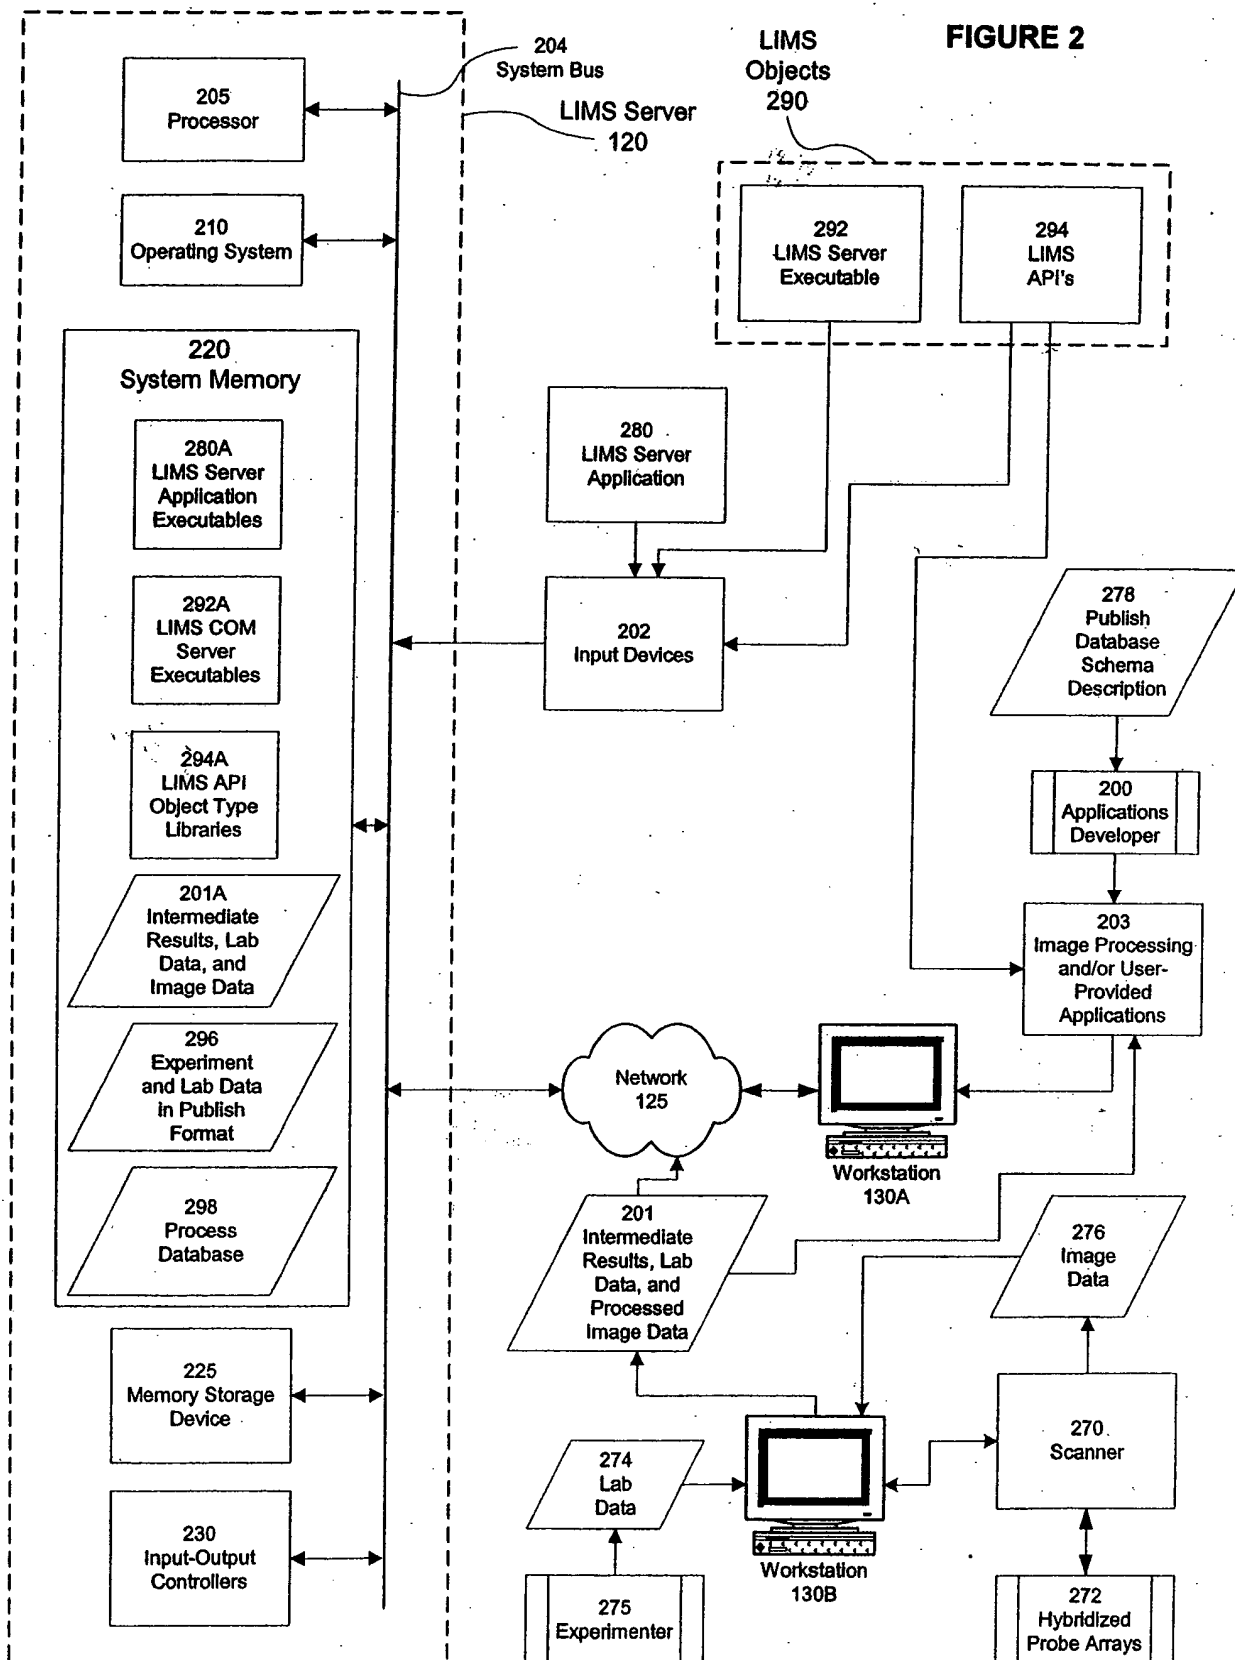 FIGURE 2
204
System Bus
LIMS Server
120
LIMS
Objects
290
205
Processor
210
Operating System
292
LIMS Server
Executable
294
LIMS
API's
220
System Memory
280A
LIMS Server
Application
Executables
292A
LIMS COM
Server
Executables
294A
LIMS API
Object Type
Libraries
201A
Intermediate
Results, Lab
Data, and
Image Data
296
Experiment
and Lab Data
in Publish
Format
298
Process
Database
225
Memory Storage
Device
230
Input-Output
Controllers
280
LIMS Server
Application
202
Input Devices
278
Publish
Database
Schema
Description
200
Applications
Developer
203
Image Processing
and/or User-
Provided
Applications
Network
125
Workstation
130A
201
Intermediate
Results, Lab
Data, and
Processed
Image Data
276
Image
Data
274
Lab
Data
270
Scanner
Workstation
130B
275
Experimenter
272
Hybridized
Probe Arrays